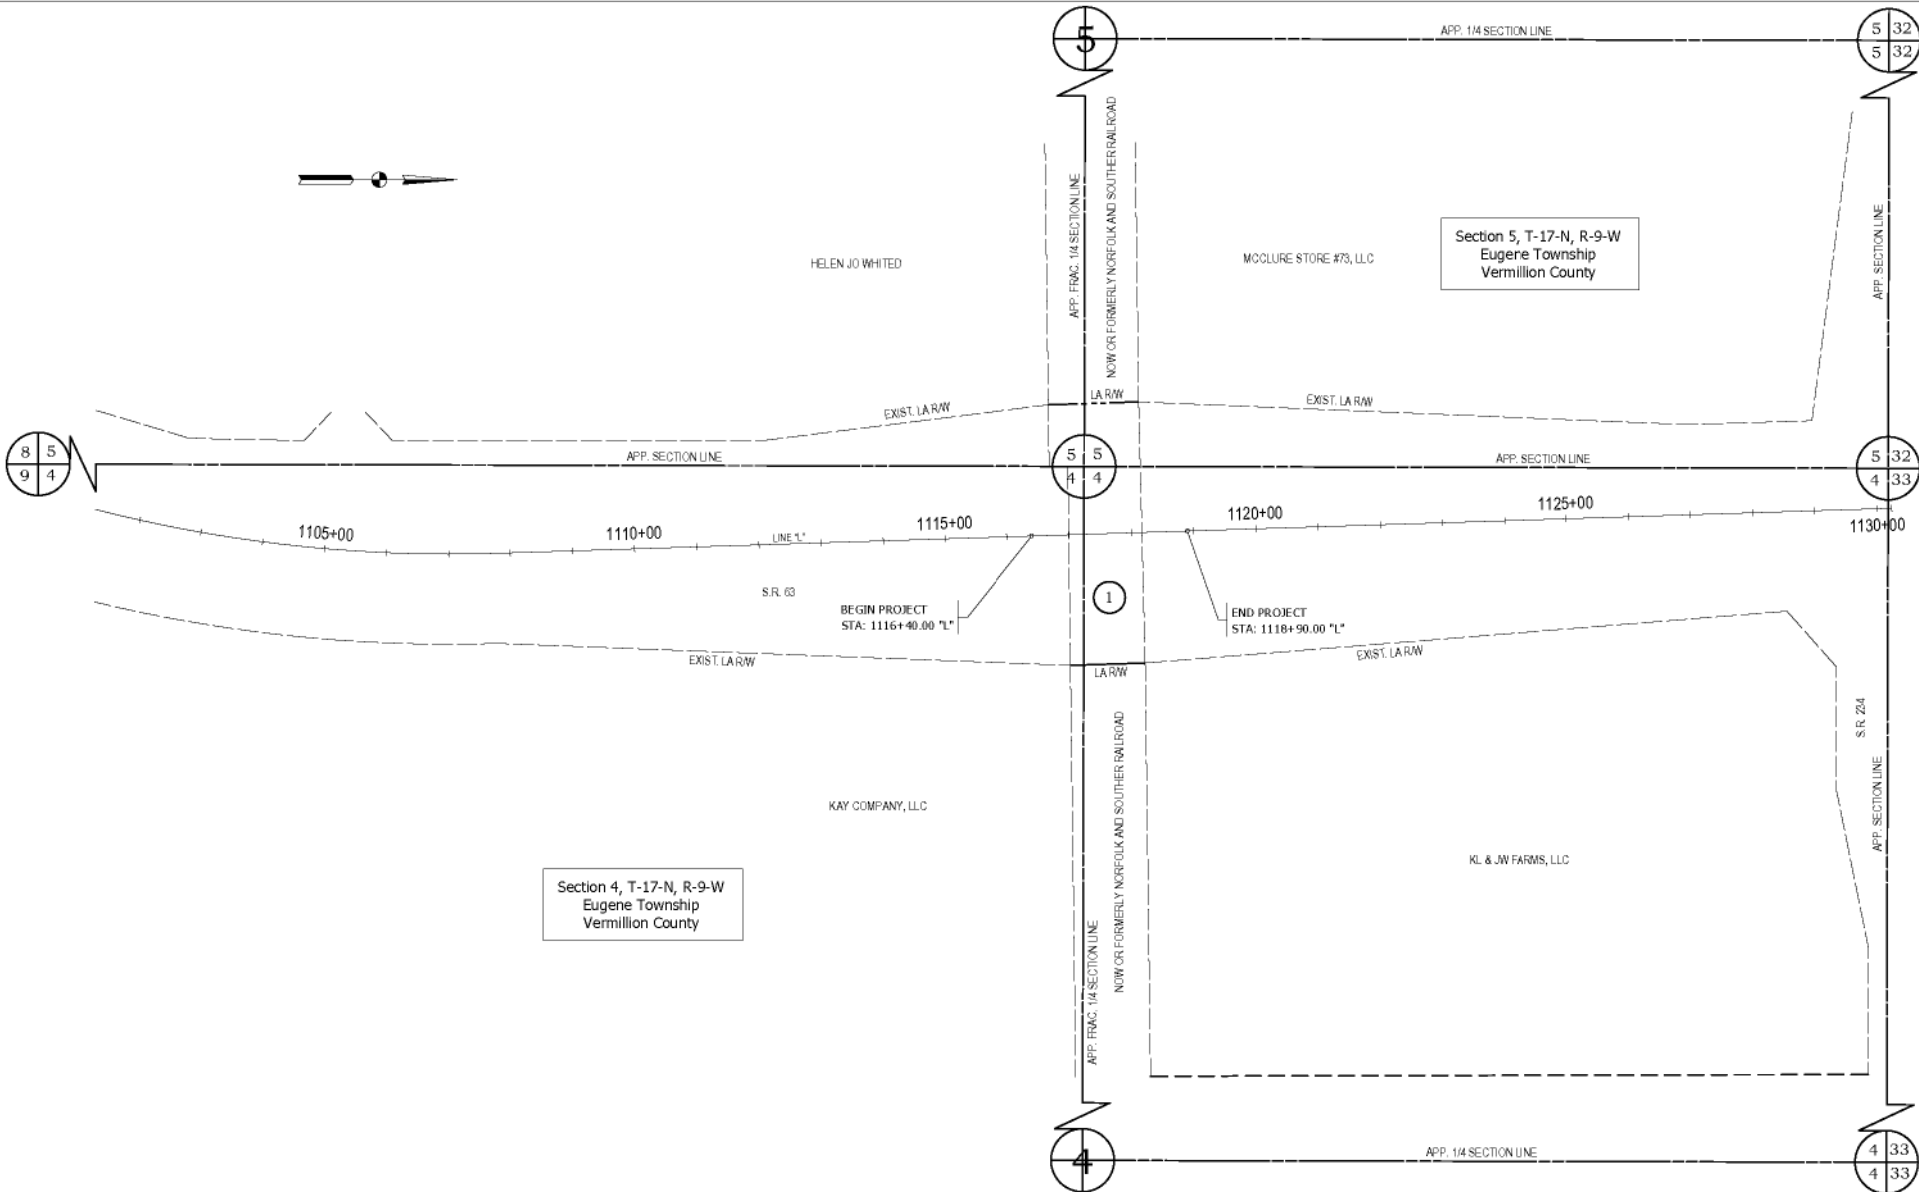 5
APP. 1/4 SECTION LINE
5 32
5 32
NOW OR FORMERLY NORFOLK AND SOUTHER RAILROAD
APP. FRAC. 1/4 SECTION LINE
APP. SECTION LINE
HELEN JO WHITED
MCCLURE STORE #73, LLC
Section 5, T-17-N, R-9-W
Eugene Township
Vermillion County
EXIST. LA R/W
LA R/W
EXIST. LA R/W
8 5
9 4
APP. SECTION LINE
5 5
4 4
APP. SECTION LINE
5 32
4 33
1105+00
1110+00
LINE "L"
1115+00
1120+00
1125+00
1130+00
S.R. 63
BEGIN PROJECT
STA: 1116+40.00 "L"
1
END PROJECT
STA: 1118+90.00 "L"
EXIST. LA R/W
LA R/W
EXIST. LA R/W
S.R. 234
NOW OR FORMERLY NORFOLK AND SOUTHER RAILROAD
APP. FRAC. 1/4 SECTION LINE
APP. SECTION LINE
KAY COMPANY, LLC
KL & JW FARMS, LLC
Section 4, T-17-N, R-9-W
Eugene Township
Vermillion County
4
APP. 1/4 SECTION LINE
4 33
4 33